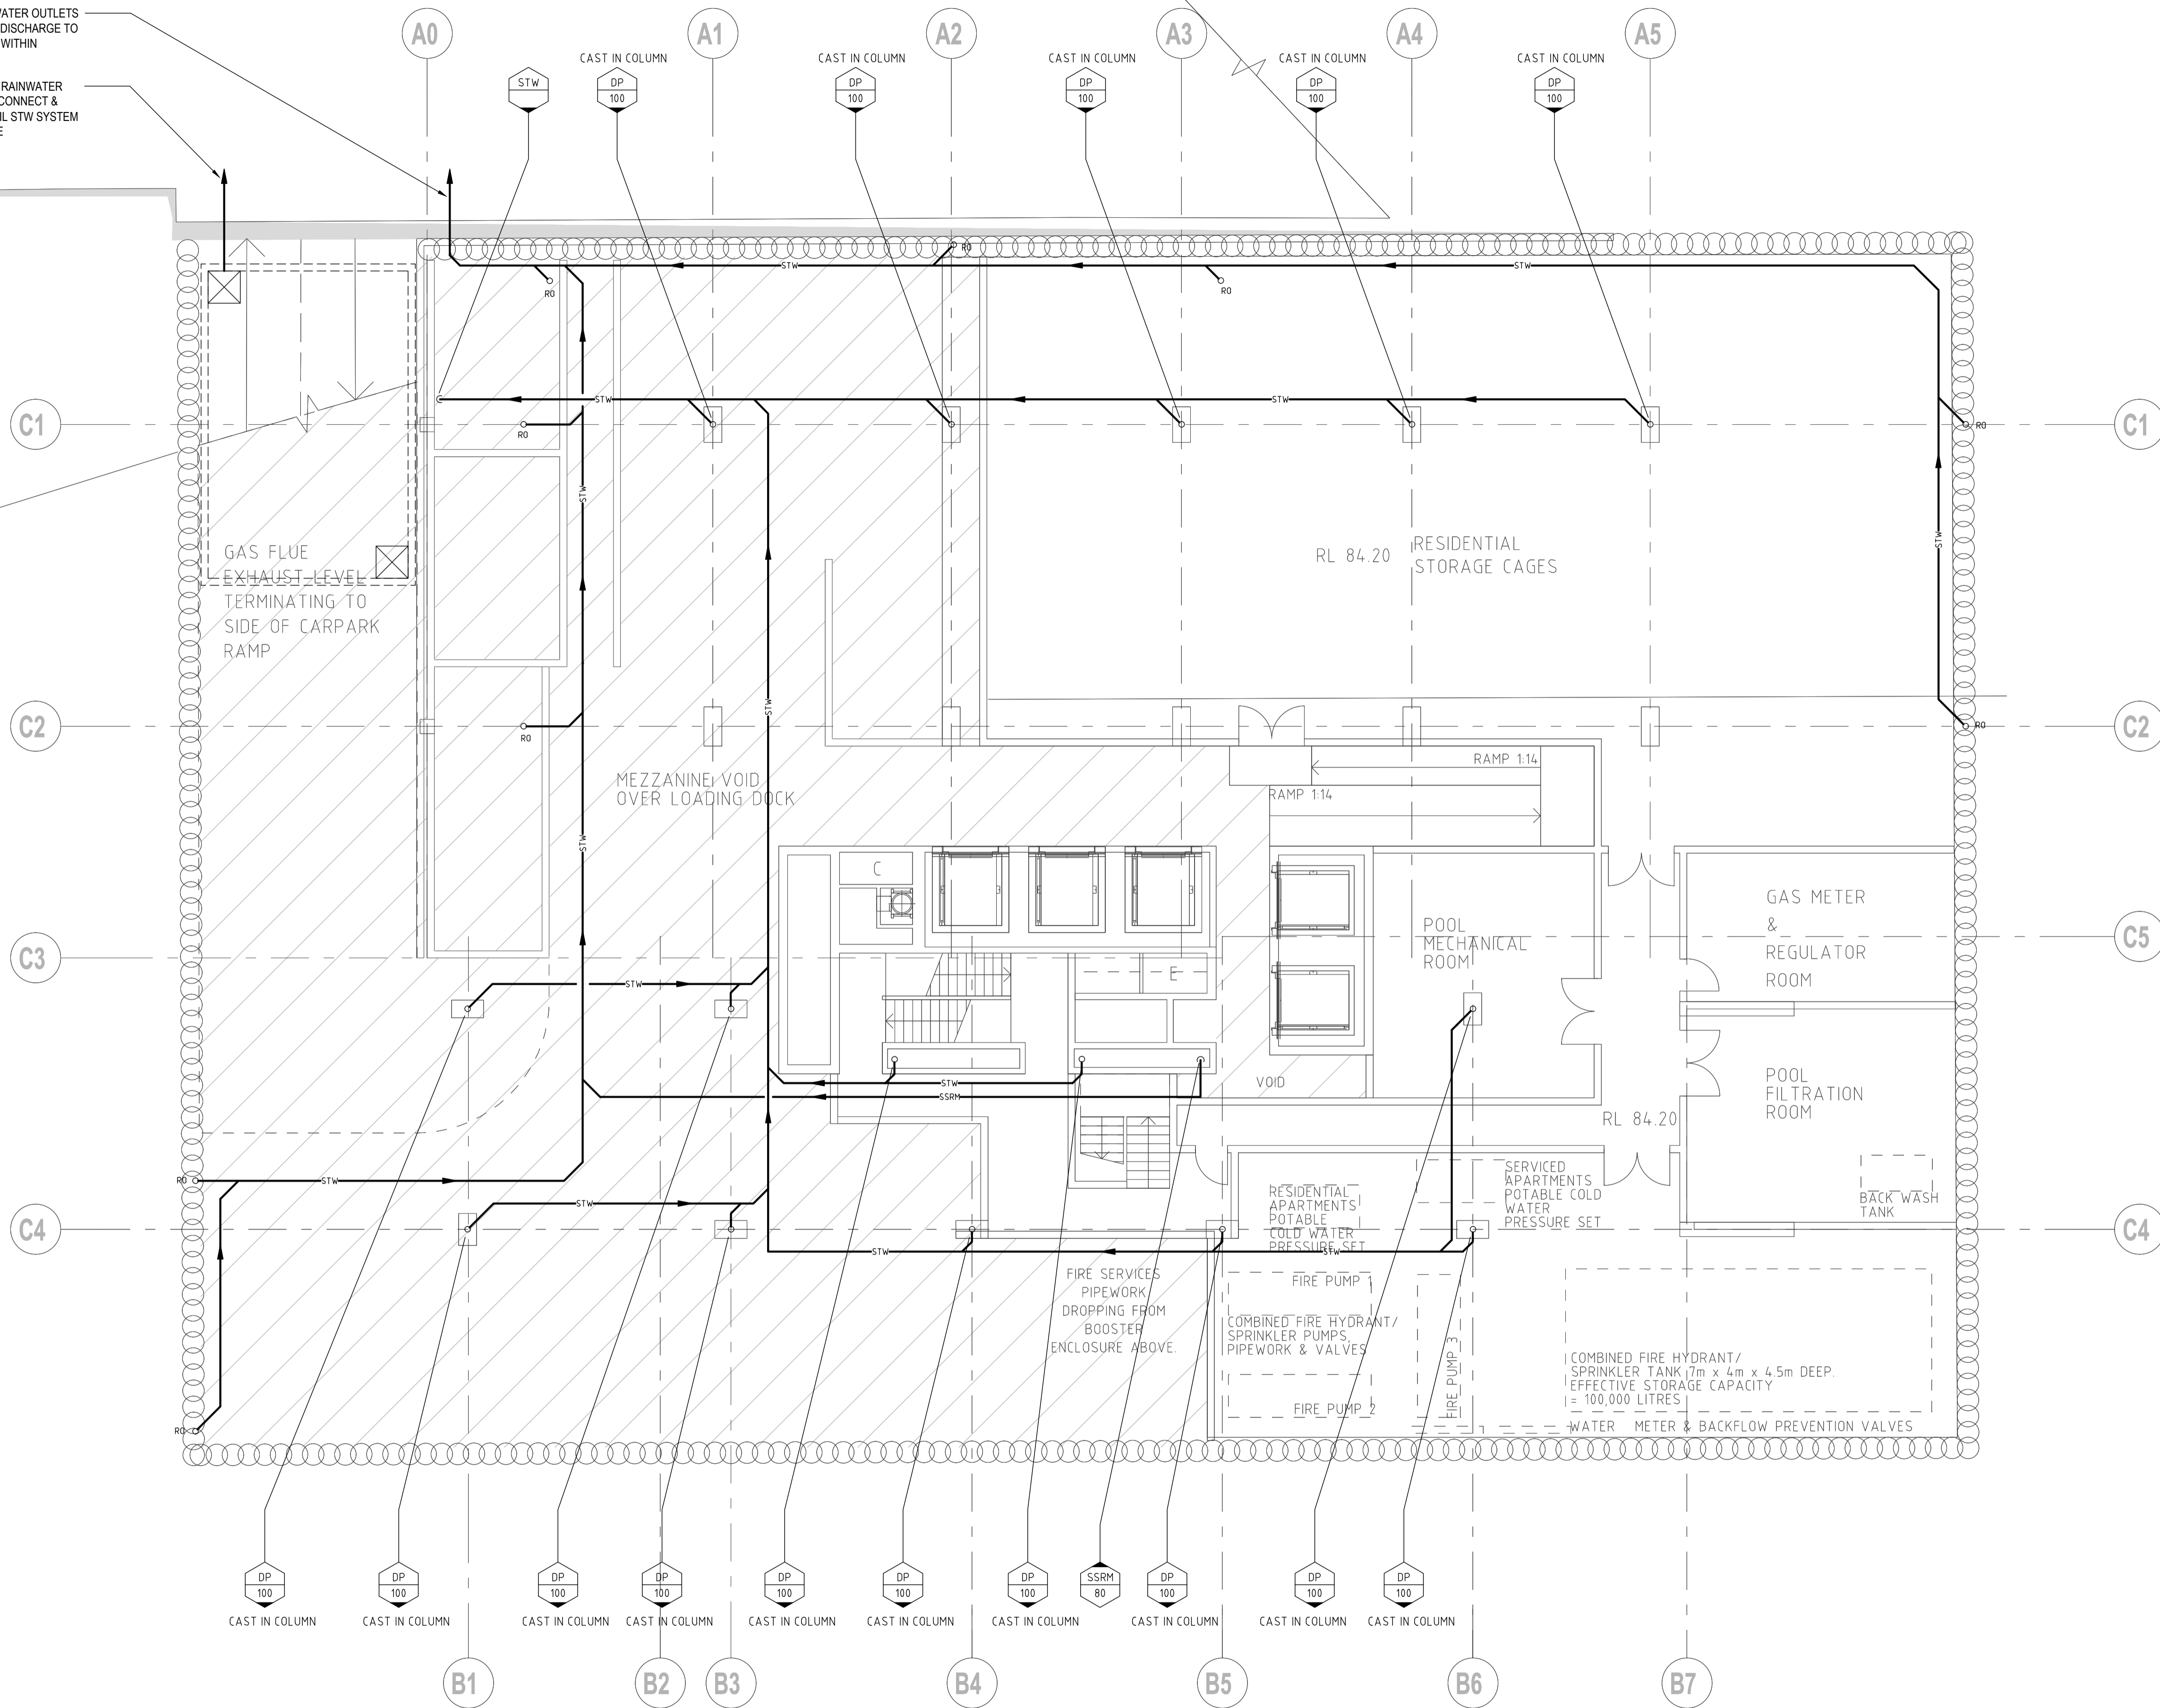 WATER OUTLETS
DISCHARGE TO
WITHIN
RAINWATER
CONNECT &
STW SYSTEM
A0
A1
A2
A3
A4
A5
CAST IN COLUMN
CAST IN COLUMN
CAST IN COLUMN
CAST IN COLUMN
CAST IN COLUMN
STW
DP
100
DP
100
DP
100
DP
100
DP
100
RO
STW
STW
RO
RO
STW
STW
C1
RO
RO
C1
STW
STW
GAS FLUE
EXHAUST LEVEL
TERMINATING TO
SIDE OF CARPARK
RAMP
RL 84.20
RESIDENTIAL
STORAGE CAGES
STW
C2
RO
RO
C2
MEZZANINE VOID
OVER LOADING DOCK
RAMP 1:14
RAMP 1:14
STW
C
GAS METER
&
REGULATOR
ROOM
POOL
MECHANICAL
ROOM
C3
C5
E
STW
STW
SSRM
VOID
POOL
FILTRATION
ROOM
RL 84.20
RO
STW
STW
SERVICED
APARTMENTS
POTABLE COLD
WATER
PRESSURE SET
RESIDENTIAL
APARTMENTS
POTABLE
COLD WATER
PRESSURE SET
BACK WASH
TANK
C4
C4
STW
STW
FIRE SERVICES
PIPEWORK
DROPPING FROM
BOOSTER
ENCLOSURE ABOVE.
FIRE PUMP 1
COMBINED FIRE HYDRANT/
SPRINKLER PUMPS,
PIPEWORK & VALVES
FIRE PUMP 2
FIRE PUMP 3
COMBINED FIRE HYDRANT/
SPRINKLER TANK 7m x 4m x 4.5m DEEP.
EFFECTIVE STORAGE CAPACITY
= 100,000 LITRES
WATER METER & BACKFLOW PREVENTION VALVES
RO
DP
100
DP
100
DP
100
DP
100
DP
100
DP
100
DP
100
SSRM
80
DP
100
DP
100
DP
100
CAST IN COLUMN
CAST IN COLUMN
CAST IN COLUMN
CAST IN COLUMN
CAST IN COLUMN
CAST IN COLUMN
CAST IN COLUMN
CAST IN COLUMN
CAST IN COLUMN
CAST IN COLUMN
B1
B2
B3
B4
B5
B6
B7